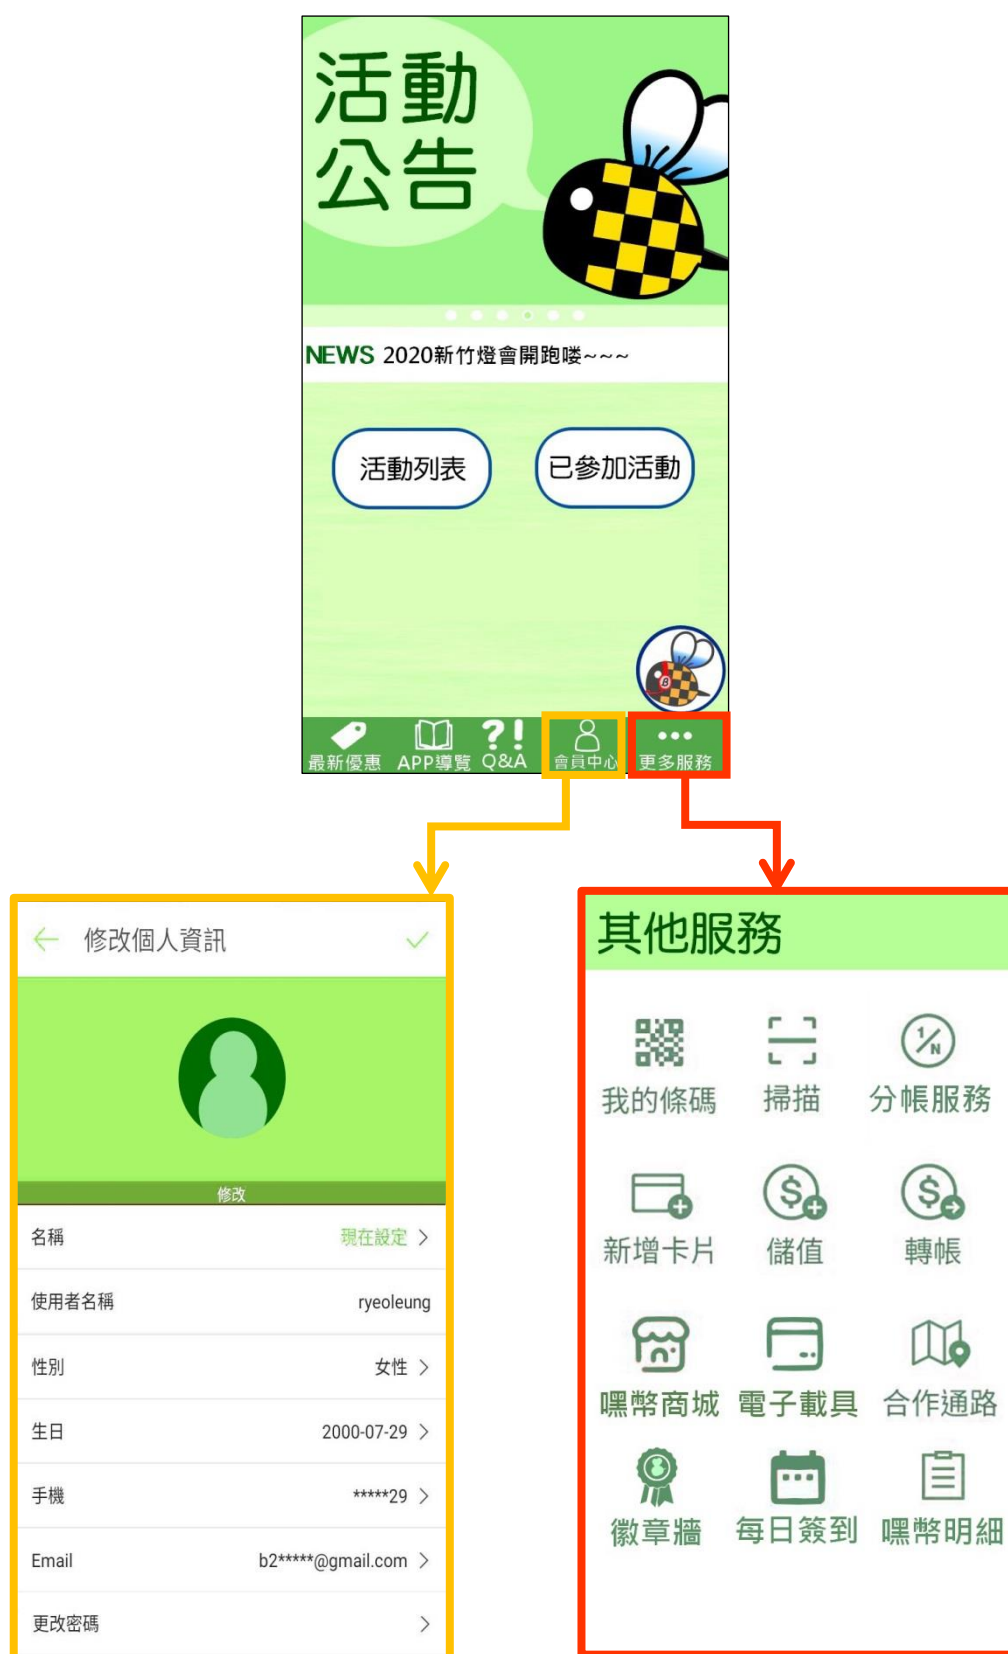 活動
公告
NEWS 2020新竹燈會開跑喽~~~
活動列表 已參加活動
最新優惠 APP導覽 ?! Q&A 會員中心 更多服務
修改個人資訊
修改
名稱 現在設定
使用者名稱 ryeoleung
性別 女性
生日 2000-07-29
手機 *****29
Email b2*****@gmail.com
更改密碼
其他服務
1/N
我的條碼 掃描 分帳服務
新增卡片 儲值 轉帳
嘿幣商城 電子載具 合作通路
徽章牆 每日簽到 嘿幣明細